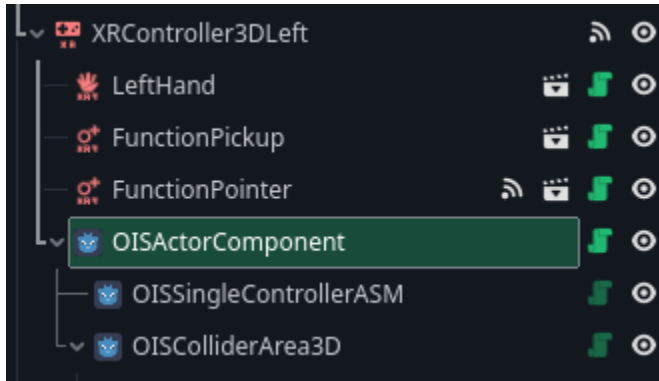 XRController3DLeft
LeftHand
FunctionPickup
FunctionPointer
OISActorComponent
OISSingleControllerASM
OISColliderArea3D